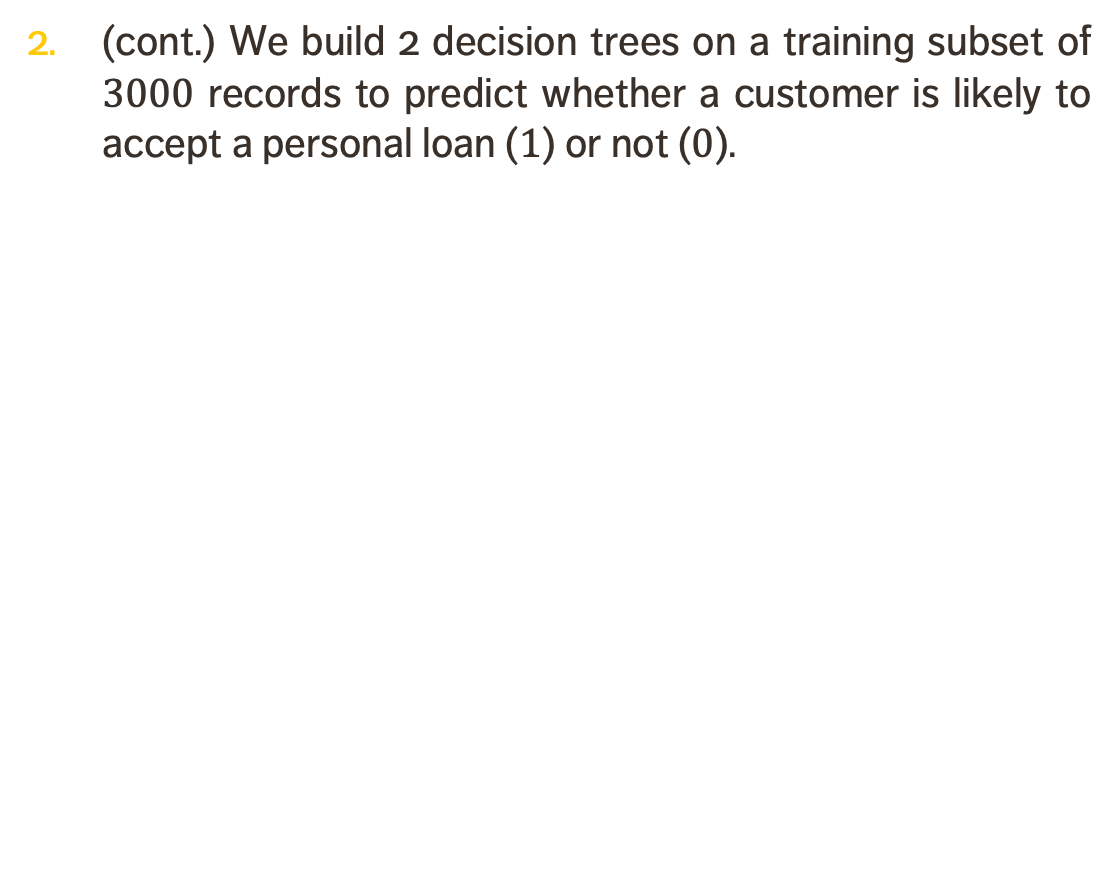 2. (cont.) We build 2 decision trees on a training subset of
3000 records to predict whether a customer is likely to
accept a personal loan (1) or not (0).